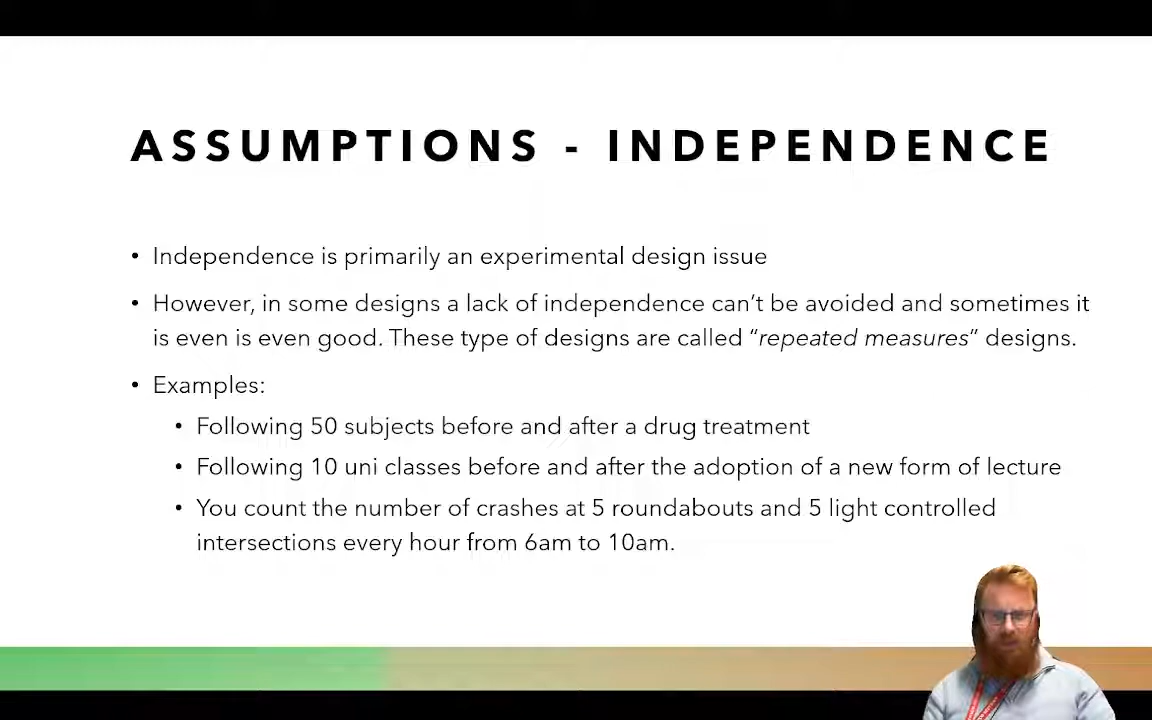 ASSUMPTIONS - INDEPENDENCE
• Independence is primarily an experimental design issue
• However, in some designs a lack of independence can't be avoided and sometimes it
is even is even good. These type of designs are called “repeated measures” designs.
• Examples:
• Following 50 subjects before and after a drug treatment
• Following 10 uni classes before and after the adoption of a new form of lecture
• You count the number of crashes at 5 roundabouts and 5 light controlled
intersections every hour from 6am to 10am.